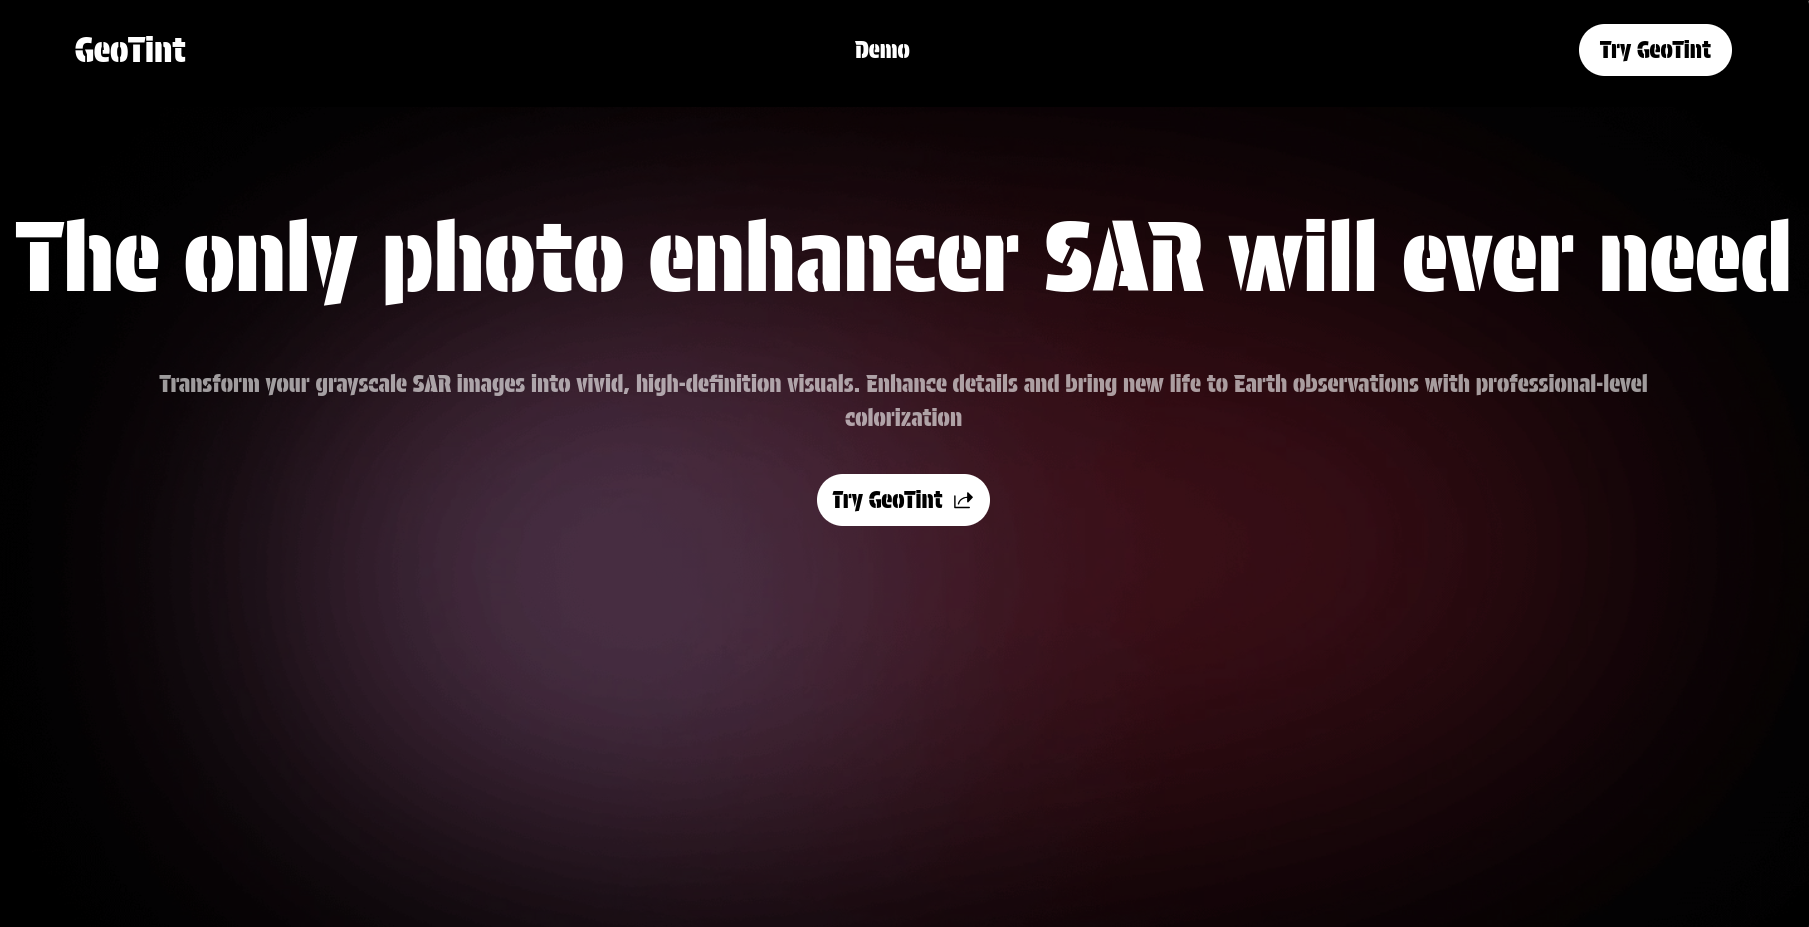 GeoTint
Demo
Try GeoTint
The only photo enhancer SAR will ever need
Transform your grayscale SAR images into vivid, high-definition visuals. Enhance details and bring new life to Earth observations with professional-level
colorization
Try GeoTint